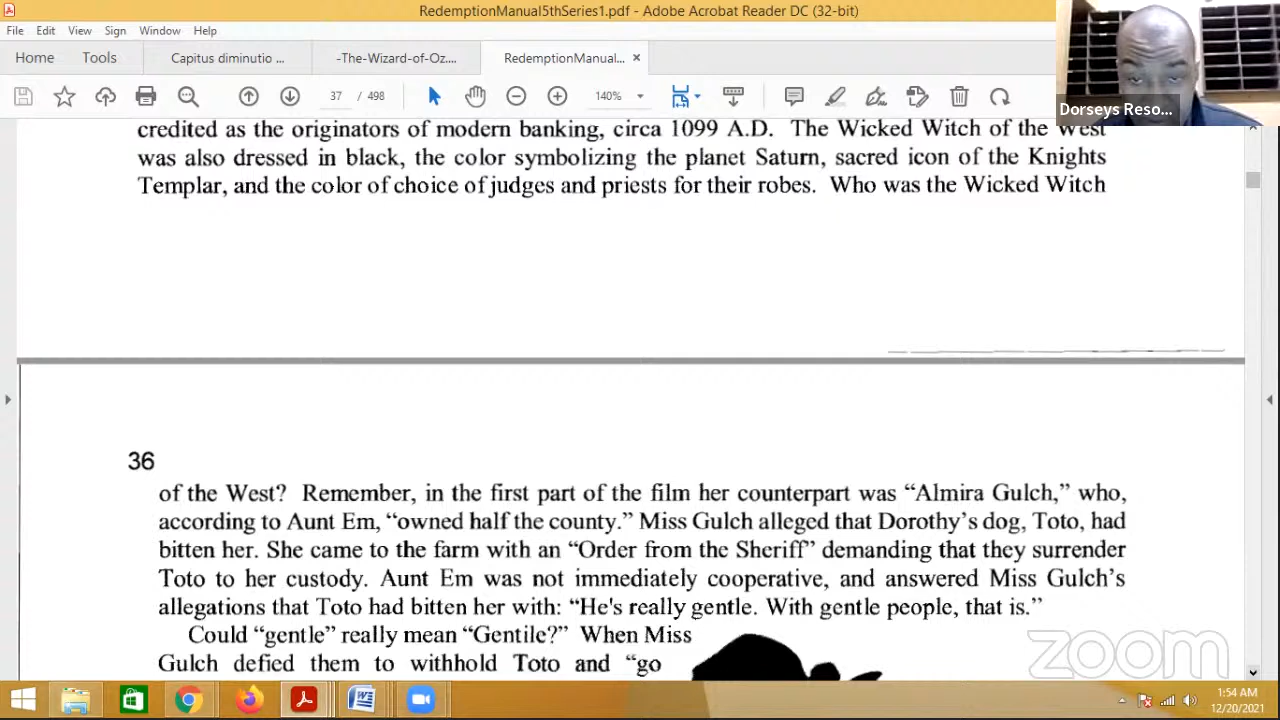 RedemptionManual5thSeries1.pdf - Adobe Acrobat Reader DC (32-bit)
File Edit View Sign Window Help
Home Tools Capitus diminutio ... -The-Wizard-of-Oz.... RedemptionManual...
37 / 140%
Dorseys Reso...
credited as the originators of modern banking, circa 1099 A.D. The Wicked Witch of the West
was also dressed in black, the color symbolizing the planet Saturn, sacred icon of the Knights
Templar, and the color of choice of judges and priests for their robes. Who was the Wicked Witch
36
of the West? Remember, in the first part of the film her counterpart was “Almira Gulch,” who,
according to Aunt Em, “owned half the county.” Miss Gulch alleged that Dorothy’s dog, Toto, had
bitten her. She came to the farm with an “Order from the Sheriff” demanding that they surrender
Toto to her custody. Aunt Em was not immediately cooperative, and answered Miss Gulch’s
allegations that Toto had bitten her with: “He's really gentle. With gentle people, that is.”
Could “gentle” really mean “Gentile?” When Miss
Gulch defied them to withhold Toto and “go
zoom
1:54 AM
12/20/2021